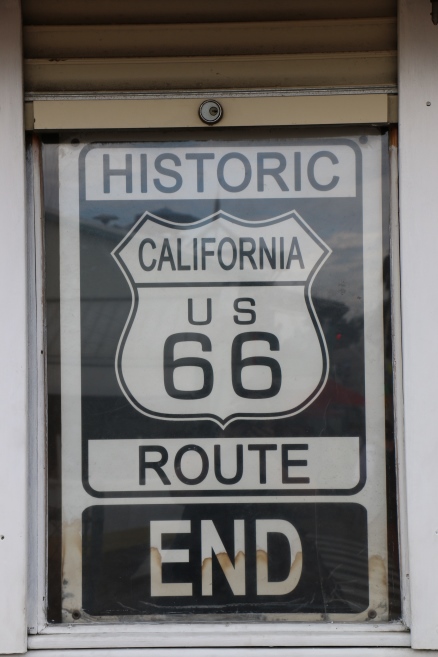 HISTORIC
CALIFORNIA
US
66
ROUTE
END